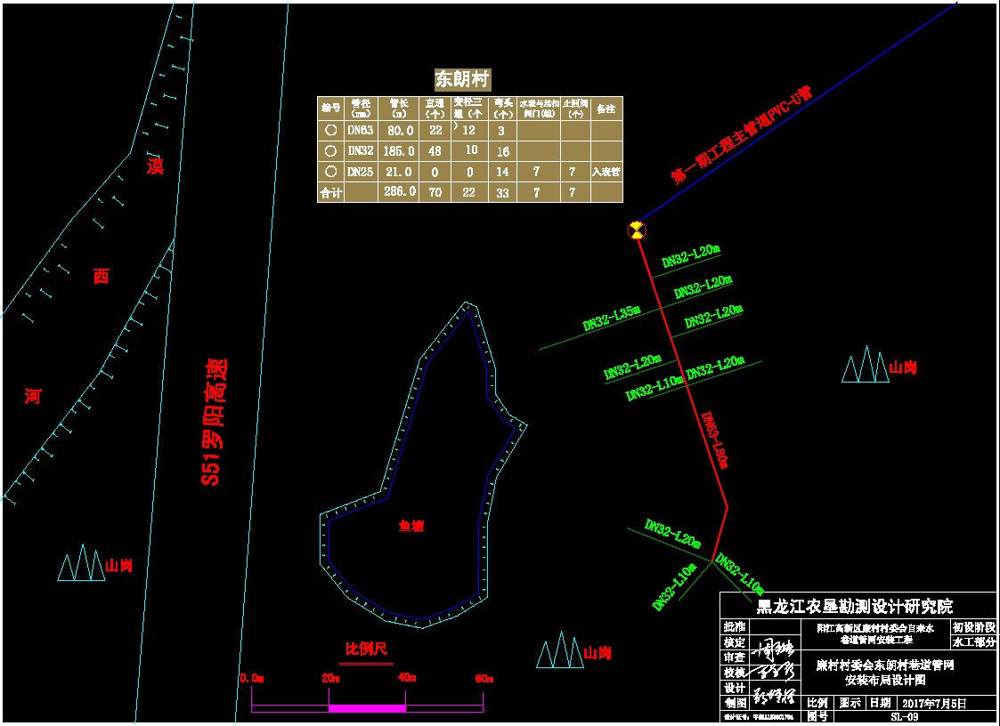 东朗村
编号 管径(mm) 管长(m) 直通(个) 变径三通(个) 弯头(个) 水表与丝扣阀门(组) 止回阀(个) 备注
○ DN63 80.0 22 12 3
○ DN32 185.0 48 10 16
○ DN25 21.0 0 0 14 7 7 入表管
合计 286.0 70 22 33 7 7
第一期工程主管道PVC-U管
漠
西
河
S51罗阳高速
DN32-L20m
DN32-L20m
DN32-L35m
DN32-L20m
DN32-L20m
DN32-L20m
DN32-L10m
DN63-L80m
山岗
鱼塘
DN32-L20m
DN32-L10m
DN32-L10m
山岗
山岗
比例尺
0.0m 20m 40m 60m
黑龙江农垦勘测设计研究院
批准
核定
审查
校核
设计
制图
阳江高新区廉村村委会自来水
巷道管网安装工程
初设阶段
水工部分
廉村村委会东朗村巷道管网
安装布局设计图
比例 图示 日期 2017年7月5日
设计证号:
图号 SL-09